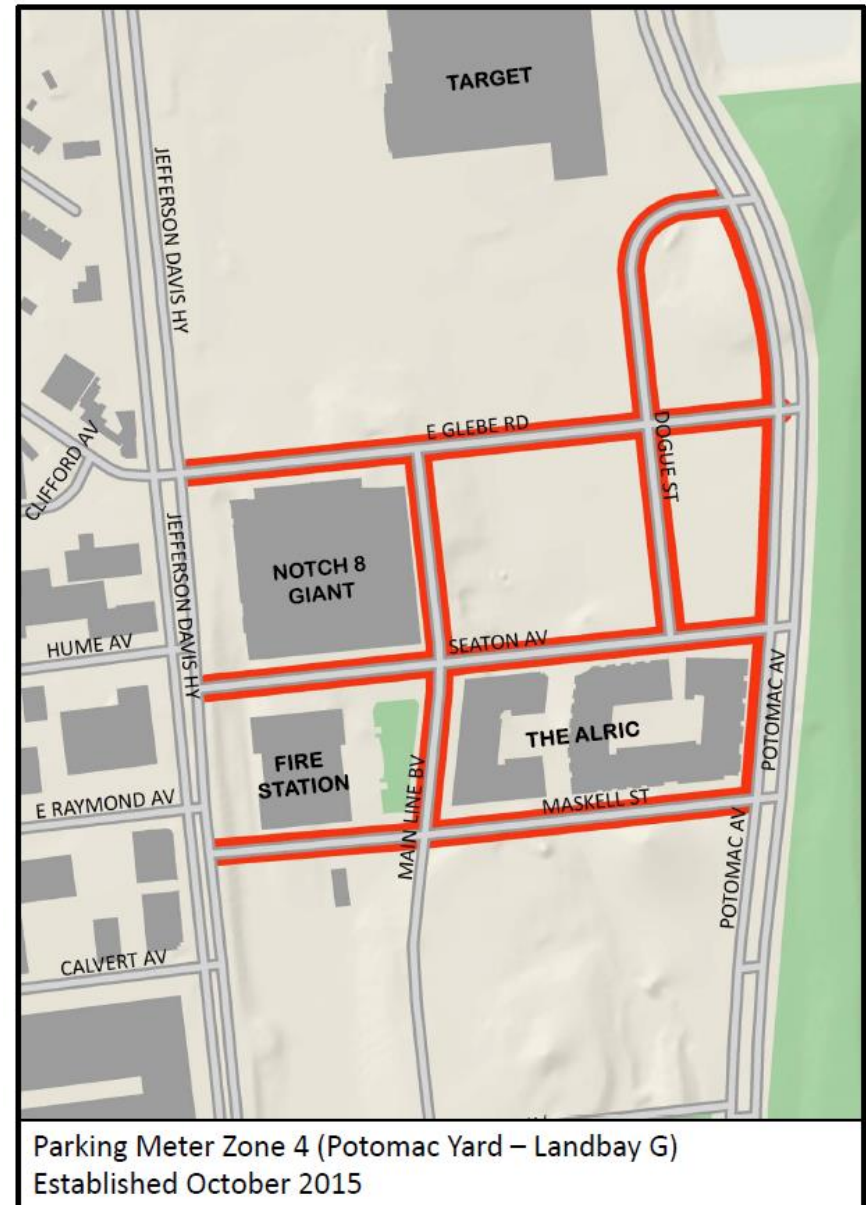 TARGET
JEFFERSON DAVIS HY
E GLEBE RD
DOGUE ST
CLIFFORD AV
JEFFERSON DAVIS HY
NOTCH 8
GIANT
HUME AV
SEATON AV
POTOMAC AV
THE ALRIC
FIRE
STATION
MAIN LINE BV
MASKELL ST
E RAYMOND AV
POTOMAC AV
CALVERT AV
Parking Meter Zone 4 (Potomac Yard – Landbay G)
Established October 2015